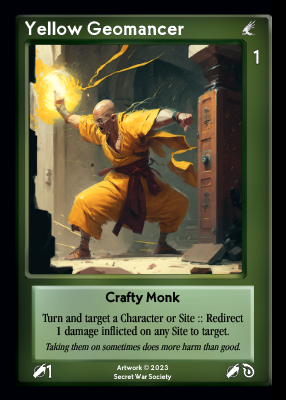 Yellow Geomancer
1
Crafty Monk
Turn and target a Character or Site :: Redirect
1 damage inflicted on any Site to target.
Taking them on sometimes does more harm than good.
1
Artwork © 2023
Secret War Society